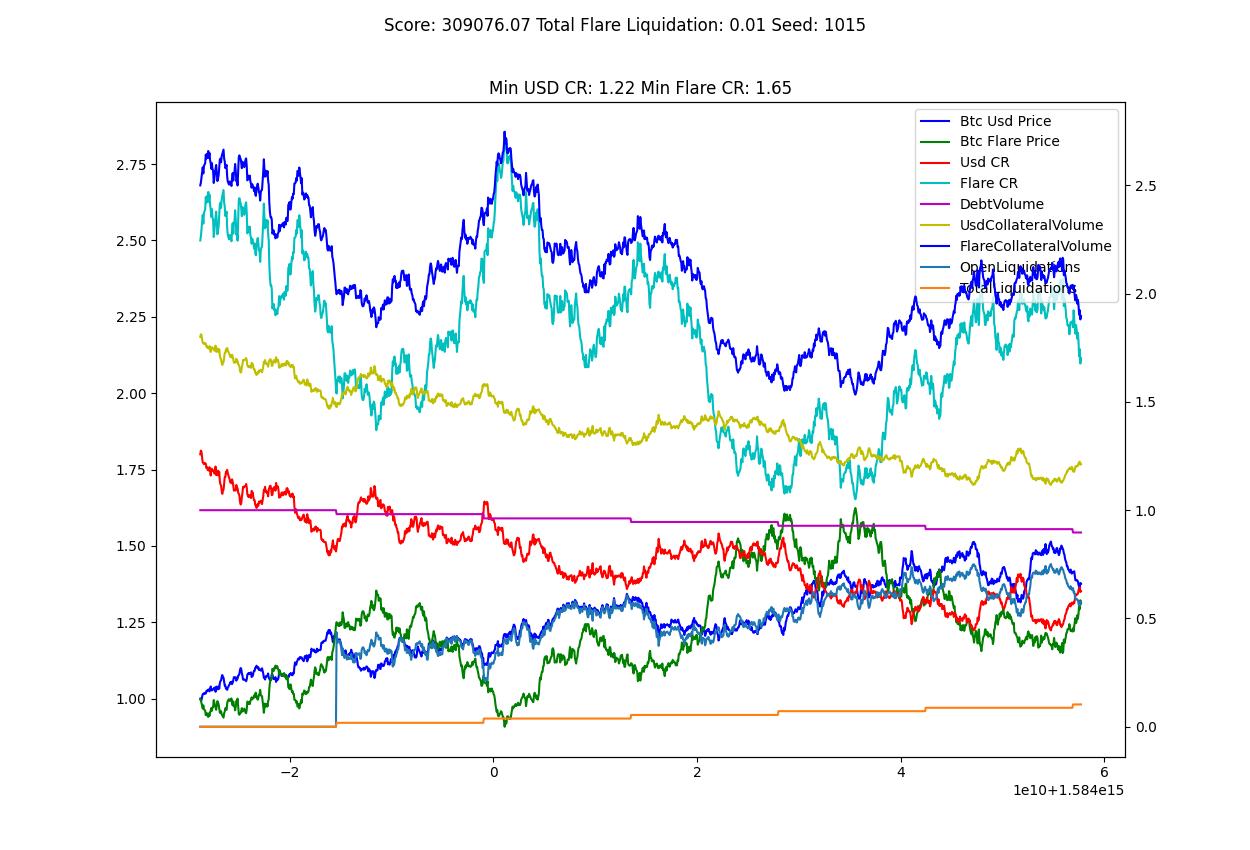 Score: 309076.07 Total Flare Liquidation: 0.01 Seed: 1015
Min USD CR: 1.22 Min Flare CR: 1.65
Btc Usd Price
Btc Flare Price
Usd CR
Flare CR
DebtVolume
UsdCollateralVolume
FlareCollateralVolume
OpenLiquidations
TotalLiquidations
2.75
2.50
2.25
2.00
1.75
1.50
1.25
1.00
2.5
2.0
1.5
1.0
0.5
0.0
−2
0
2
4
6
1e10+1.584e15